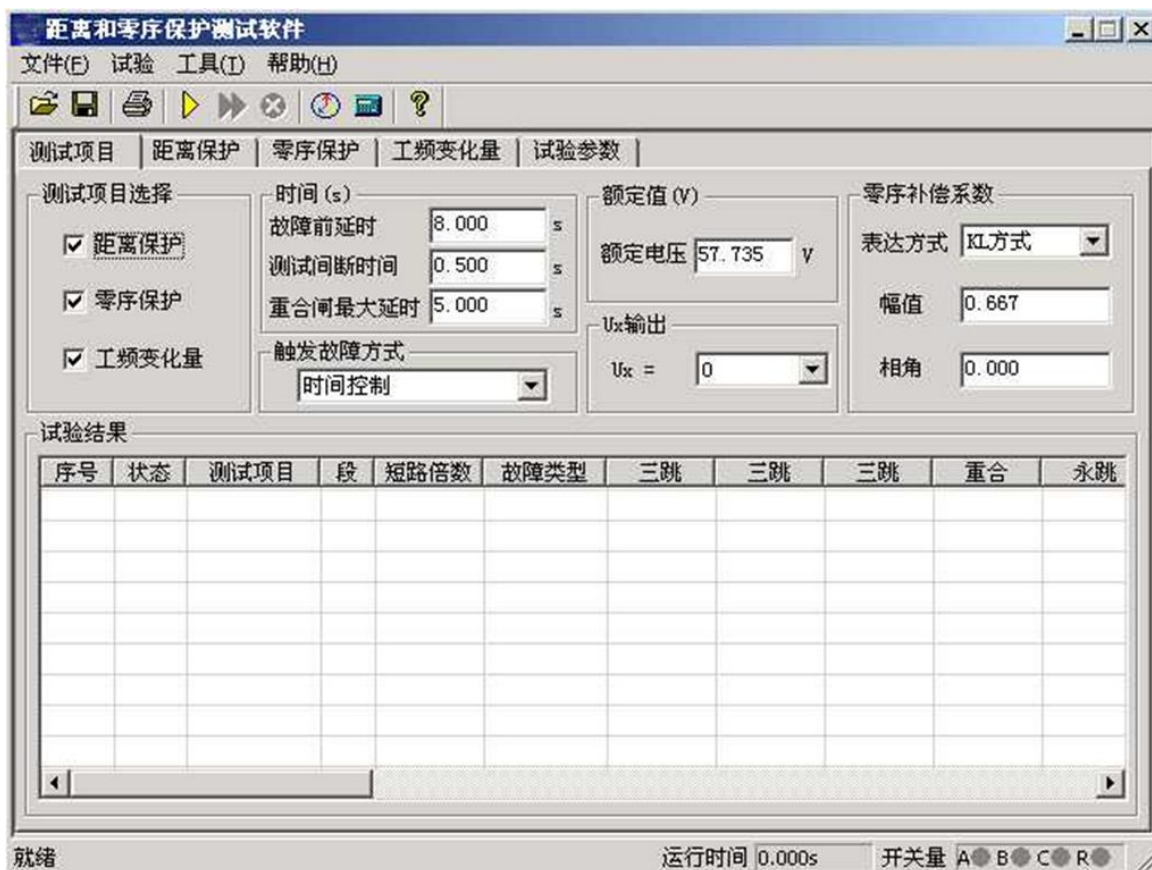 距离和零序保护测试软件
文件(F) 试验 工具(T) 帮助(H)
测试项目 距离保护 零序保护 工频变化量 试验参数
测试项目选择
距离保护
零序保护
工频变化量
时间(s)
故障前延时 8.000 s
测试间断时间 0.500 s
重合闸最大延时 5.000 s
触发故障方式
时间控制
额定值(V)
额定电压 57.735 V
Ux输出
Ux = 0
零序补偿系数
表达方式 KL方式
幅值 0.667
相角 0.000
试验结果
序号 状态 测试项目 段 短路倍数 故障类型 三跳 三跳 三跳 重合 永跳
就绪 运行时间 0.000s 开关量 A B C R